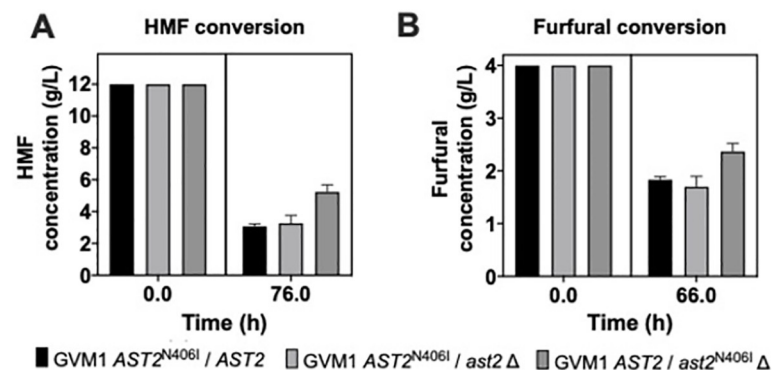 A
HMF conversion
HMF
concentration (g/L)
12
10
8
6
4
2
0
0.0
76.0
Time (h)
B
Furfural conversion
Furfural
concentration (g/L)
4
3
2
1
0
0.0
66.0
Time (h)
GVM1 AST2ᴺ⁴⁰⁶ᴵ / AST2
GVM1 AST2ᴺ⁴⁰⁶ᴵ / ast2 Δ
GVM1 AST2 / ast2ᴺ⁴⁰⁶ᴵ Δ